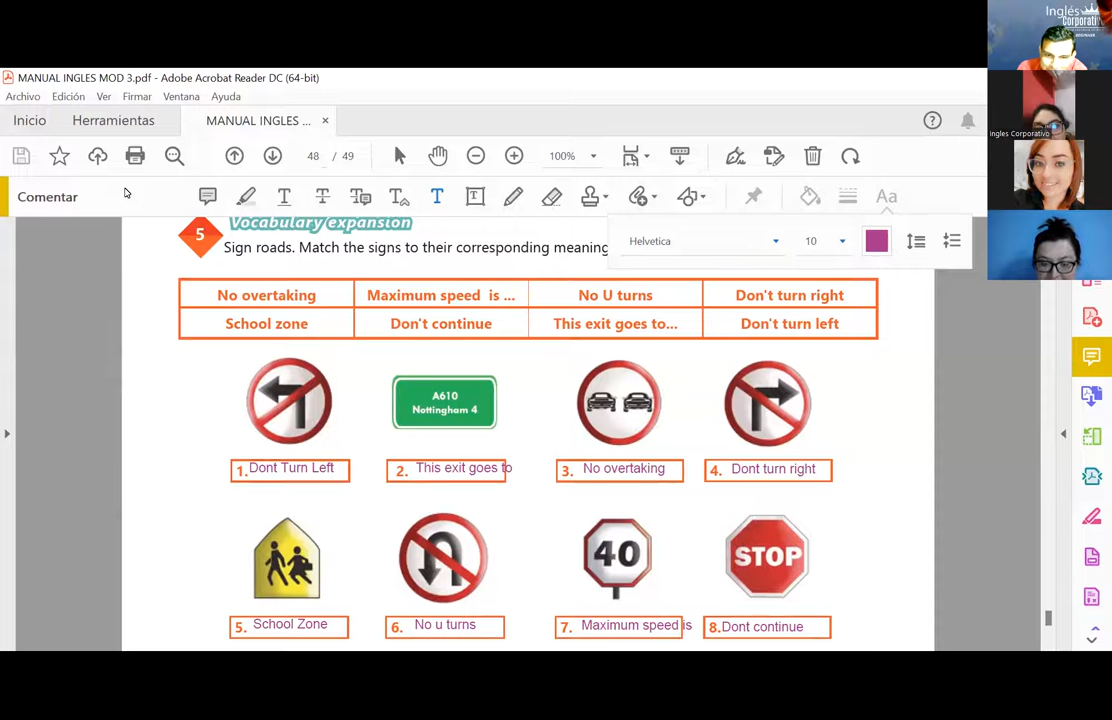 Inglés
Corporati
BEGINNER
MANUAL INGLES MOD 3.pdf - Adobe Acrobat Reader DC (64-bit)
Archivo Edición Ver Firmar Ventana Ayuda
Inicio Herramientas MANUAL INGLES ... ×
Ingles Corporativo
48 / 49 100%
Comentar
Aa
5 Vocabulary expansion
Sign roads. Match the signs to their corresponding meaning
Helvetica 10
No overtaking Maximum speed is ... No U turns Don't turn right
School zone Don't continue This exit goes to... Don't turn left
A610
Nottingham 4
1. Dont Turn Left 2. This exit goes to 3. No overtaking 4. Dont turn right
40 STOP
5. School Zone 6. No u turns 7. Maximum speed is 8. Dont continue